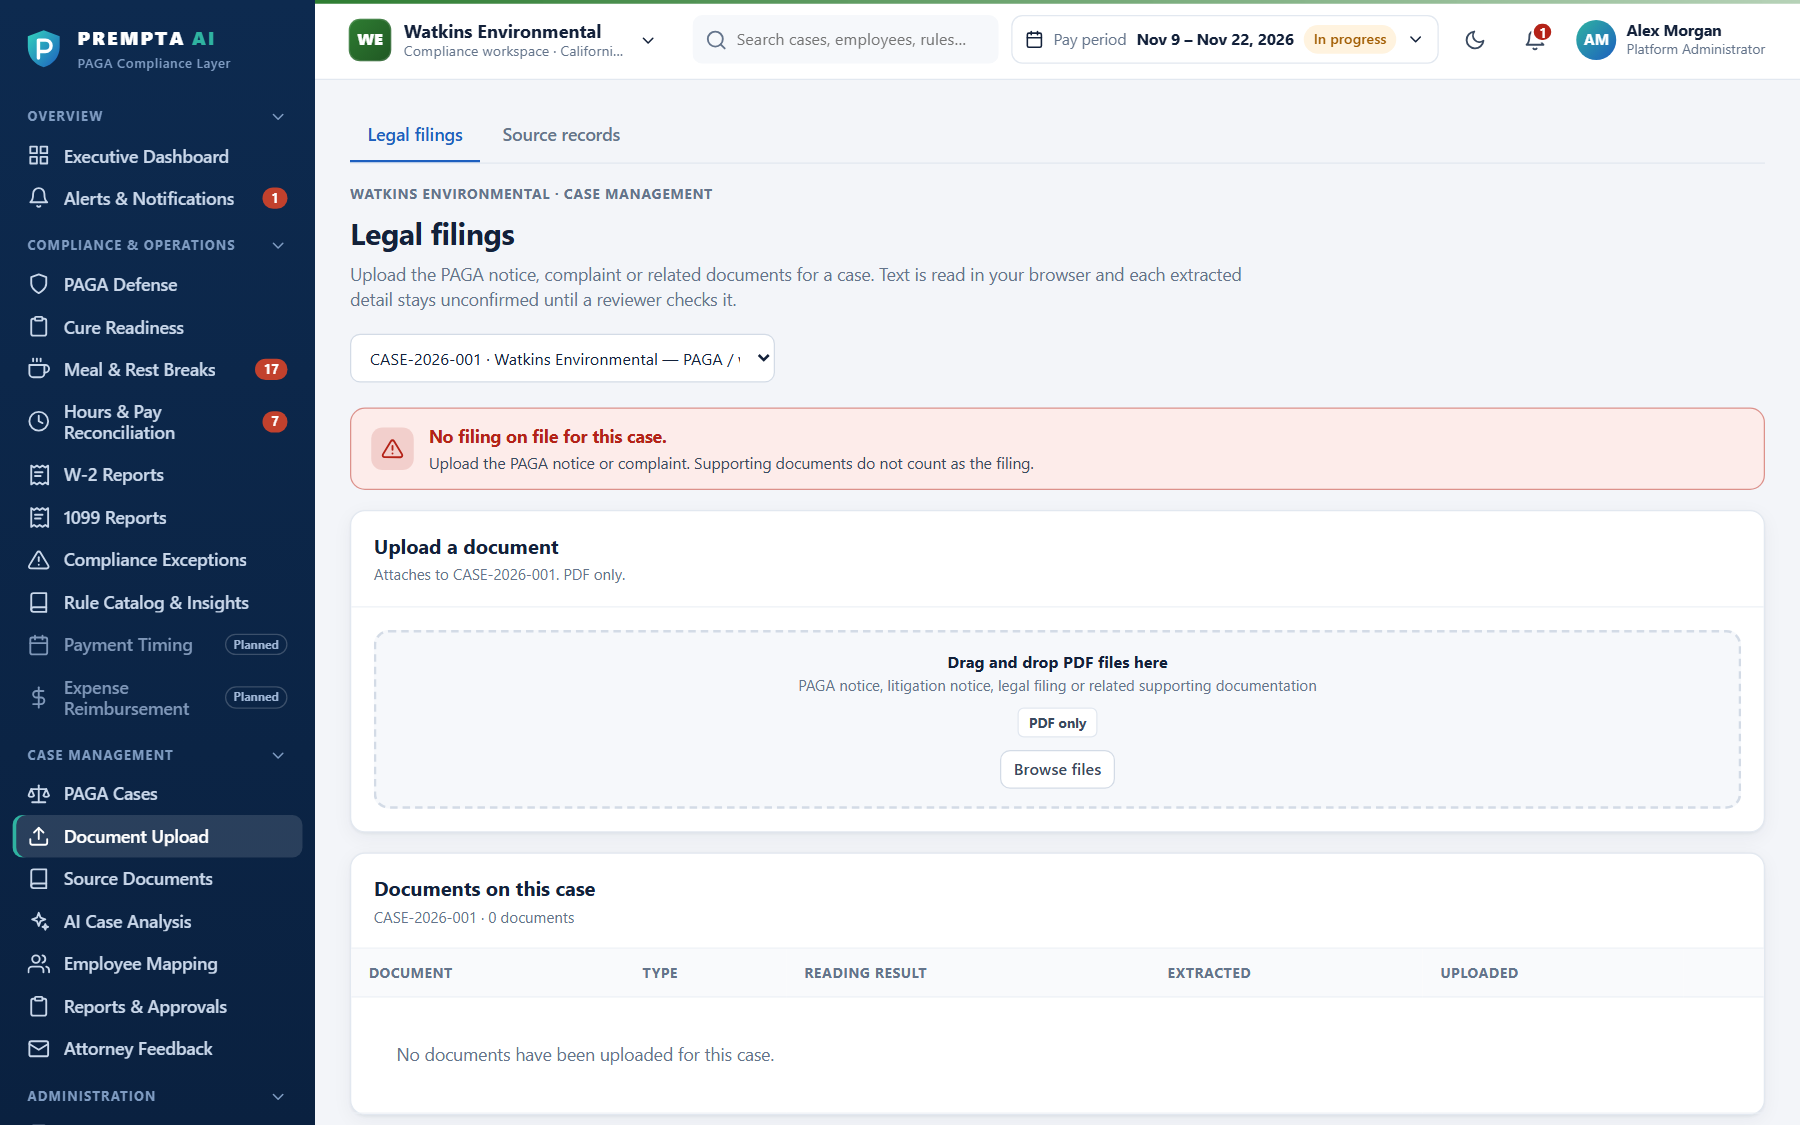 PREMPTA AI
PAGA Compliance Layer
OVERVIEW
Executive Dashboard
Alerts & Notifications
1
COMPLIANCE & OPERATIONS
PAGA Defense
Cure Readiness
Meal & Rest Breaks
17
Hours & Pay
Reconciliation
7
W-2 Reports
1099 Reports
Compliance Exceptions
Rule Catalog & Insights
Payment Timing
Planned
Expense
Reimbursement
Planned
CASE MANAGEMENT
PAGA Cases
Document Upload
Source Documents
AI Case Analysis
Employee Mapping
Reports & Approvals
Attorney Feedback
ADMINISTRATION
WE
Watkins Environmental
Compliance workspace · Californi...
Search cases, employees, rules...
Pay period Nov 9 – Nov 22, 2026 In progress
1
AM
Alex Morgan
Platform Administrator
Legal filings
Source records
WATKINS ENVIRONMENTAL · CASE MANAGEMENT
Legal filings
Upload the PAGA notice, complaint or related documents for a case. Text is read in your browser and each extracted
detail stays unconfirmed until a reviewer checks it.
CASE-2026-001 · Watkins Environmental — PAGA /
No filing on file for this case.
Upload the PAGA notice or complaint. Supporting documents do not count as the filing.
Upload a document
Attaches to CASE-2026-001. PDF only.
Drag and drop PDF files here
PAGA notice, litigation notice, legal filing or related supporting documentation
PDF only
Browse files
Documents on this case
CASE-2026-001 · 0 documents
DOCUMENT
TYPE
READING RESULT
EXTRACTED
UPLOADED
No documents have been uploaded for this case.